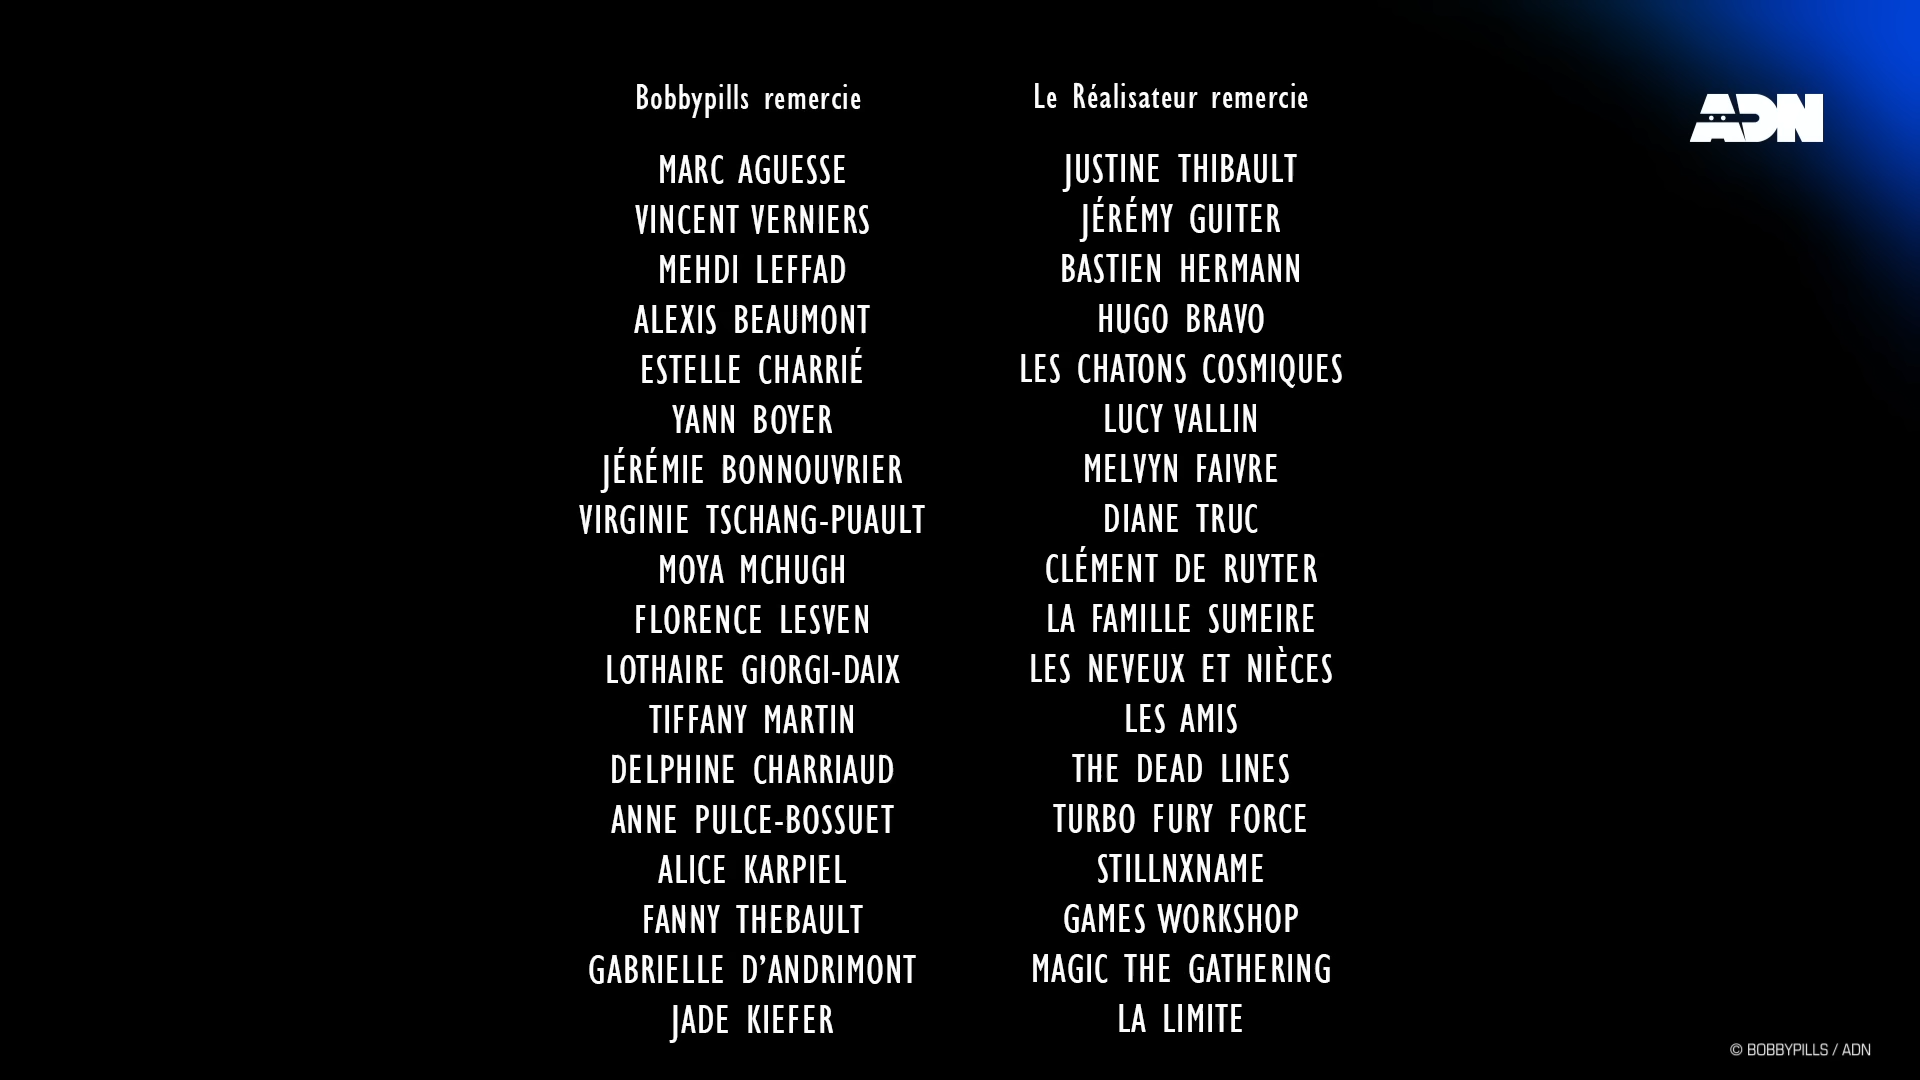 Bobbypills remercie
MARC AGUESSE
VINCENT VERNIERS
MEHDI LEFFAD
ALEXIS BEAUMONT
ESTELLE CHARRIÉ
YANN BOYER
JÉRÉMIE BONNOUVRIER
VIRGINIE TSCHANG-PUAULT
MOYA MCHUGH
FLORENCE LESVEN
LOTHAIRE GIORGI-DAIX
TIFFANY MARTIN
DELPHINE CHARRIAUD
ANNE PULCE-BOSSUET
ALICE KARPIEL
FANNY THEBAULT
GABRIELLE D’ANDRIMONT
JADE KIEFER
Le Réalisateur remercie
JUSTINE THIBAULT
JÉRÉMY GUITER
BASTIEN HERMANN
HUGO BRAVO
LES CHATONS COSMIQUES
LUCY VALLIN
MELVYN FAIVRE
DIANE TRUC
CLÉMENT DE RUYTER
LA FAMILLE SUMEIRE
LES NEVEUX ET NIÈCES
LES AMIS
THE DEAD LINES
TURBO FURY FORCE
STILLNXNAME
GAMES WORKSHOP
MAGIC THE GATHERING
LA LIMITE
ADN
© BOBBYPILLS / ADN